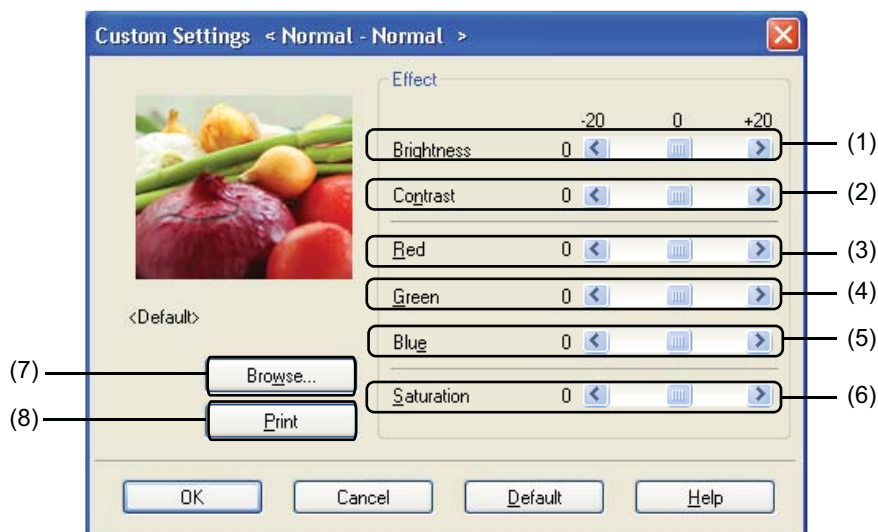 Custom Settings < Normal - Normal >
Effect
-20 0 +20
Brightness 0 (1)
Contrast 0 (2)
Red 0 (3)
Green 0 (4)
<Default>
Blue 0 (5)
(7) Browse...
Saturation 0 (6)
(8) Print
OK Cancel Default Help